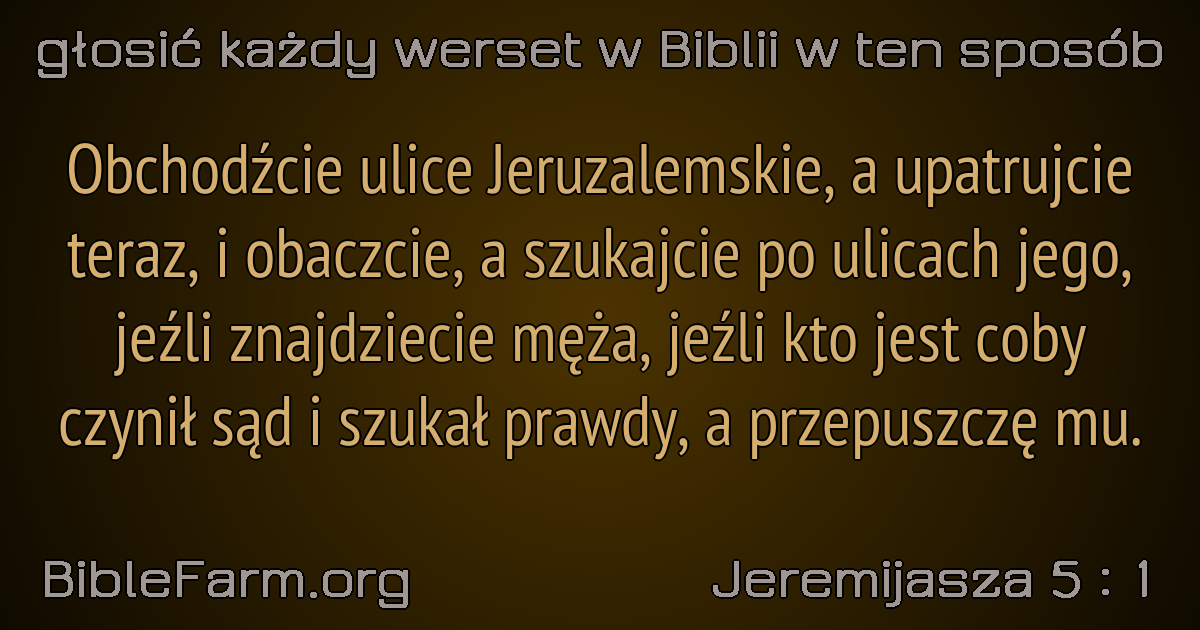 głosić każdy werset w Biblii w ten sposób
Obchodźcie ulice Jeruzalemskie, a upatrujcie
teraz, i obaczcie, a szukajcie po ulicach jego,
jeźli znajdziecie męża, jeźli kto jest coby
czynił sąd i szukał prawdy, a przepuszczę mu.
BibleFarm.org
Jeremijasza 5 : 1